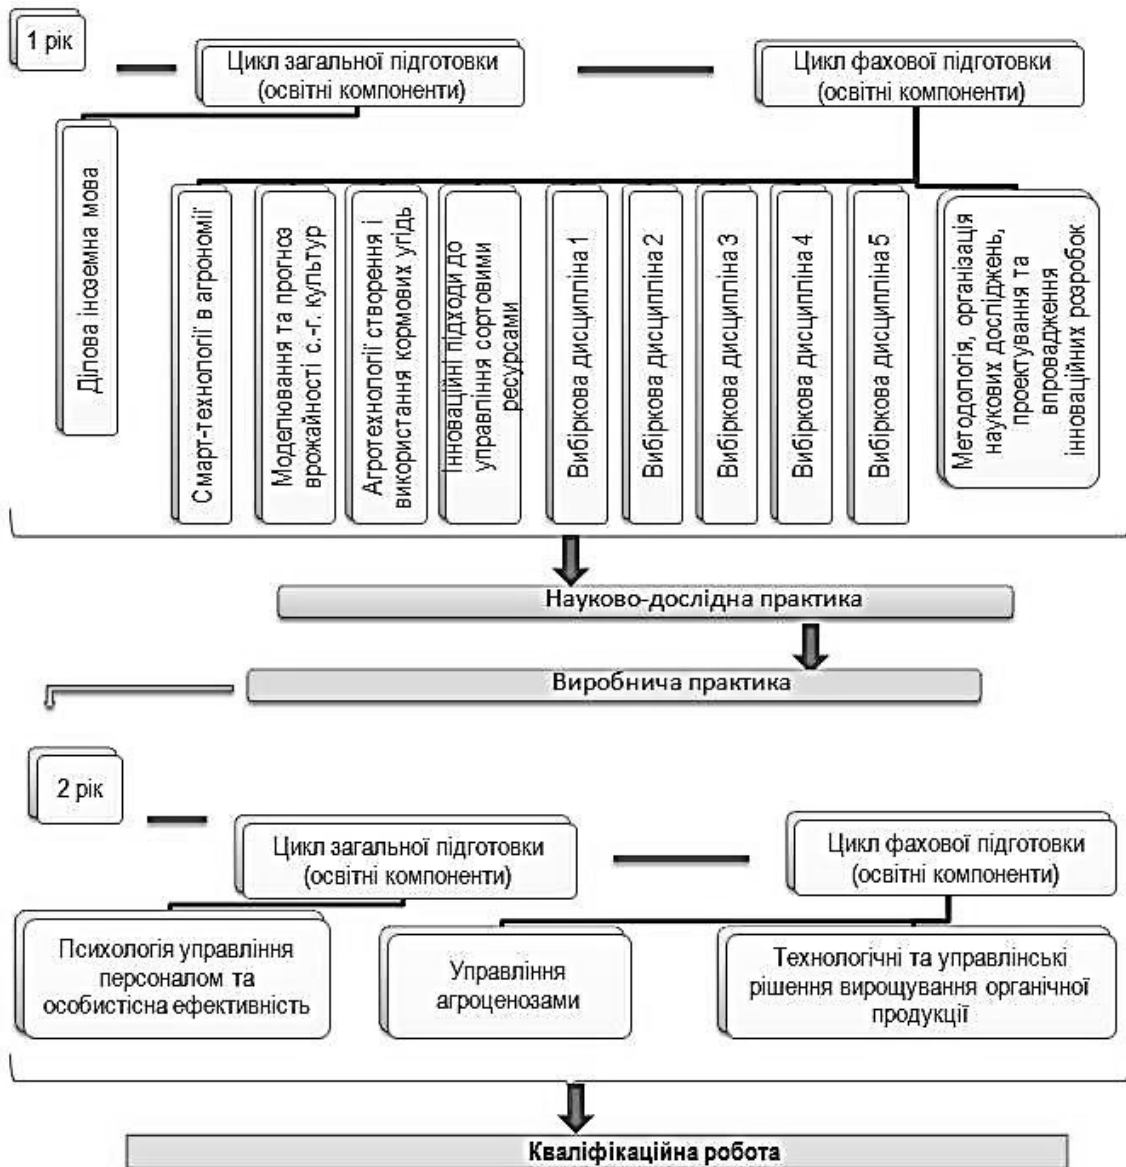 1 рік
Цикл загальної підготовки
(освітні компоненти)
Цикл фахової підготовки
(освітні компоненти)
Ділова іноземна мова
Смарт-технології в агрономії
Моделювання та прогноз
врожайності с.-г. культур
Агротехнології створення і
використання кормових угідь
Інноваційні підходи до
управління сортовими
ресурсами
Вибіркова дисципліна 1
Вибіркова дисципліна 2
Вибіркова дисципліна 3
Вибіркова дисципліна 4
Вибіркова дисципліна 5
Методологія, організація
наукових досліджень,
проектування та
впровадження
інноваційних розробок
Науково-дослідна практика
Виробнича практика
2 рік
Цикл загальної підготовки
(освітні компоненти)
Цикл фахової підготовки
(освітні компоненти)
Психологія управління
персоналом та
особистісна ефективність
Управління
агроценозами
Технологічні та управлінські
рішення вирощування органічної
продукції
Кваліфікаційна робота